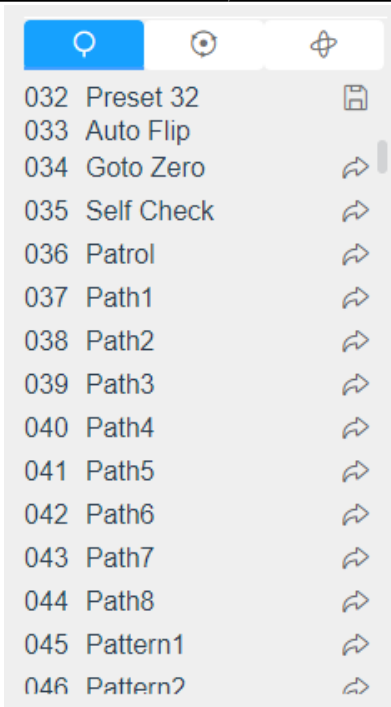 032 Preset 32
033 Auto Flip
034 Goto Zero
035 Self Check
036 Patrol
037 Path1
038 Path2
039 Path3
040 Path4
041 Path5
042 Path6
043 Path7
044 Path8
045 Pattern1
046 Pattern2